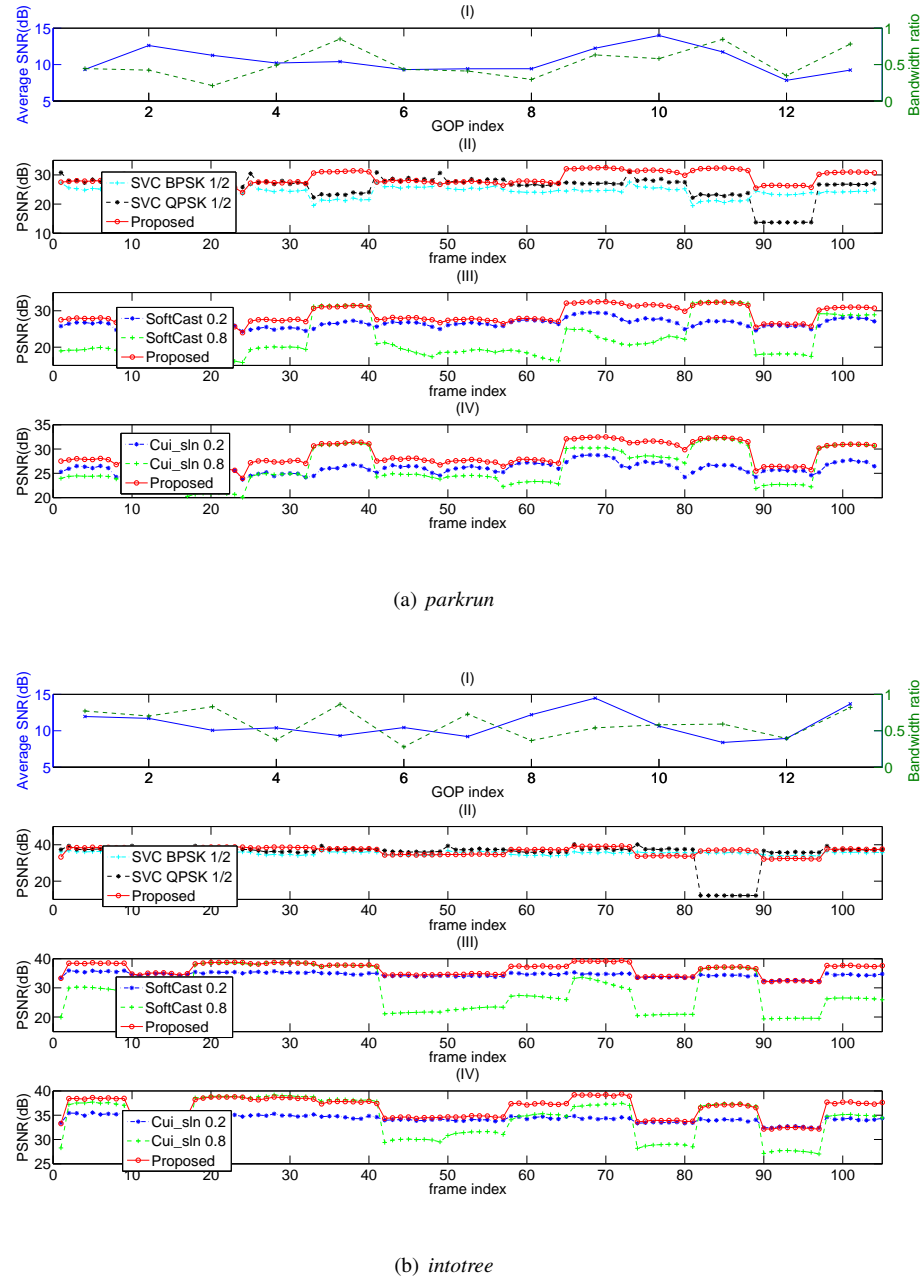 (I)
Average SNR(dB)
15
10
5
2 4 6 8 10 12
GOP index
1
0.5
0
Bandwidth ratio
(II)
PSNR(dB)
30
20
10
SVC BPSK 1/2
SVC QPSK 1/2
Proposed
0 10 20 30 40 50 60 70 80 90 100
frame index
(III)
PSNR(dB)
30
20
SoftCast 0.2
SoftCast 0.8
Proposed
0 10 20 30 40 50 60 70 80 90 100
frame index
(IV)
PSNR(dB)
35
30
25
20
Cui_sln 0.2
Cui_sln 0.8
Proposed
0 10 20 30 40 50 60 70 80 90 100
frame index
(a) parkrun
(I)
Average SNR(dB)
15
10
5
2 4 6 8 10 12
GOP index
1
0.5
0
Bandwidth ratio
(II)
PSNR(dB)
40
20
SVC BPSK 1/2
SVC QPSK 1/2
Proposed
0 10 20 30 40 50 60 70 80 90 100
frame index
(III)
PSNR(dB)
40
30
20
SoftCast 0.2
SoftCast 0.8
Proposed
0 10 20 30 40 50 60 70 80 90 100
frame index
(IV)
PSNR(dB)
40
35
30
25
Cui_sln 0.2
Cui_sln 0.8
Proposed
0 10 20 30 40 50 60 70 80 90 100
frame index
(b) intotree